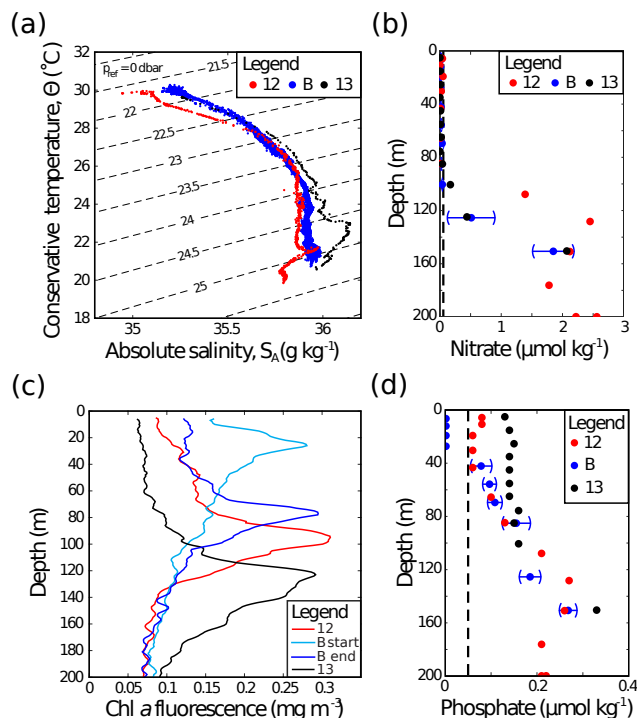 (a)
Conservative temperature, Θ (°C)
32
30
28
26
24
22
20
18
p_ref = 0 dbar
21.5
22
22.5
23
23.5
24
24.5
25
Legend
12 B 13
35 35.5 36
Absolute salinity, S_A (g kg⁻¹)
(b)
Depth (m)
0
40
80
120
160
200
Legend
12 B 13
0 1 2 3
Nitrate (µmol kg⁻¹)
(c)
Depth (m)
0
20
40
60
80
100
120
140
160
180
200
Legend
12
B start
B end
13
0 0.05 0.1 0.15 0.2 0.25 0.3 0.35
Chl a fluorescence (mg m⁻³)
(d)
Depth (m)
0
40
80
120
160
200
Legend
12
B
13
0 0.2 0.4
Phosphate (µmol kg⁻¹)